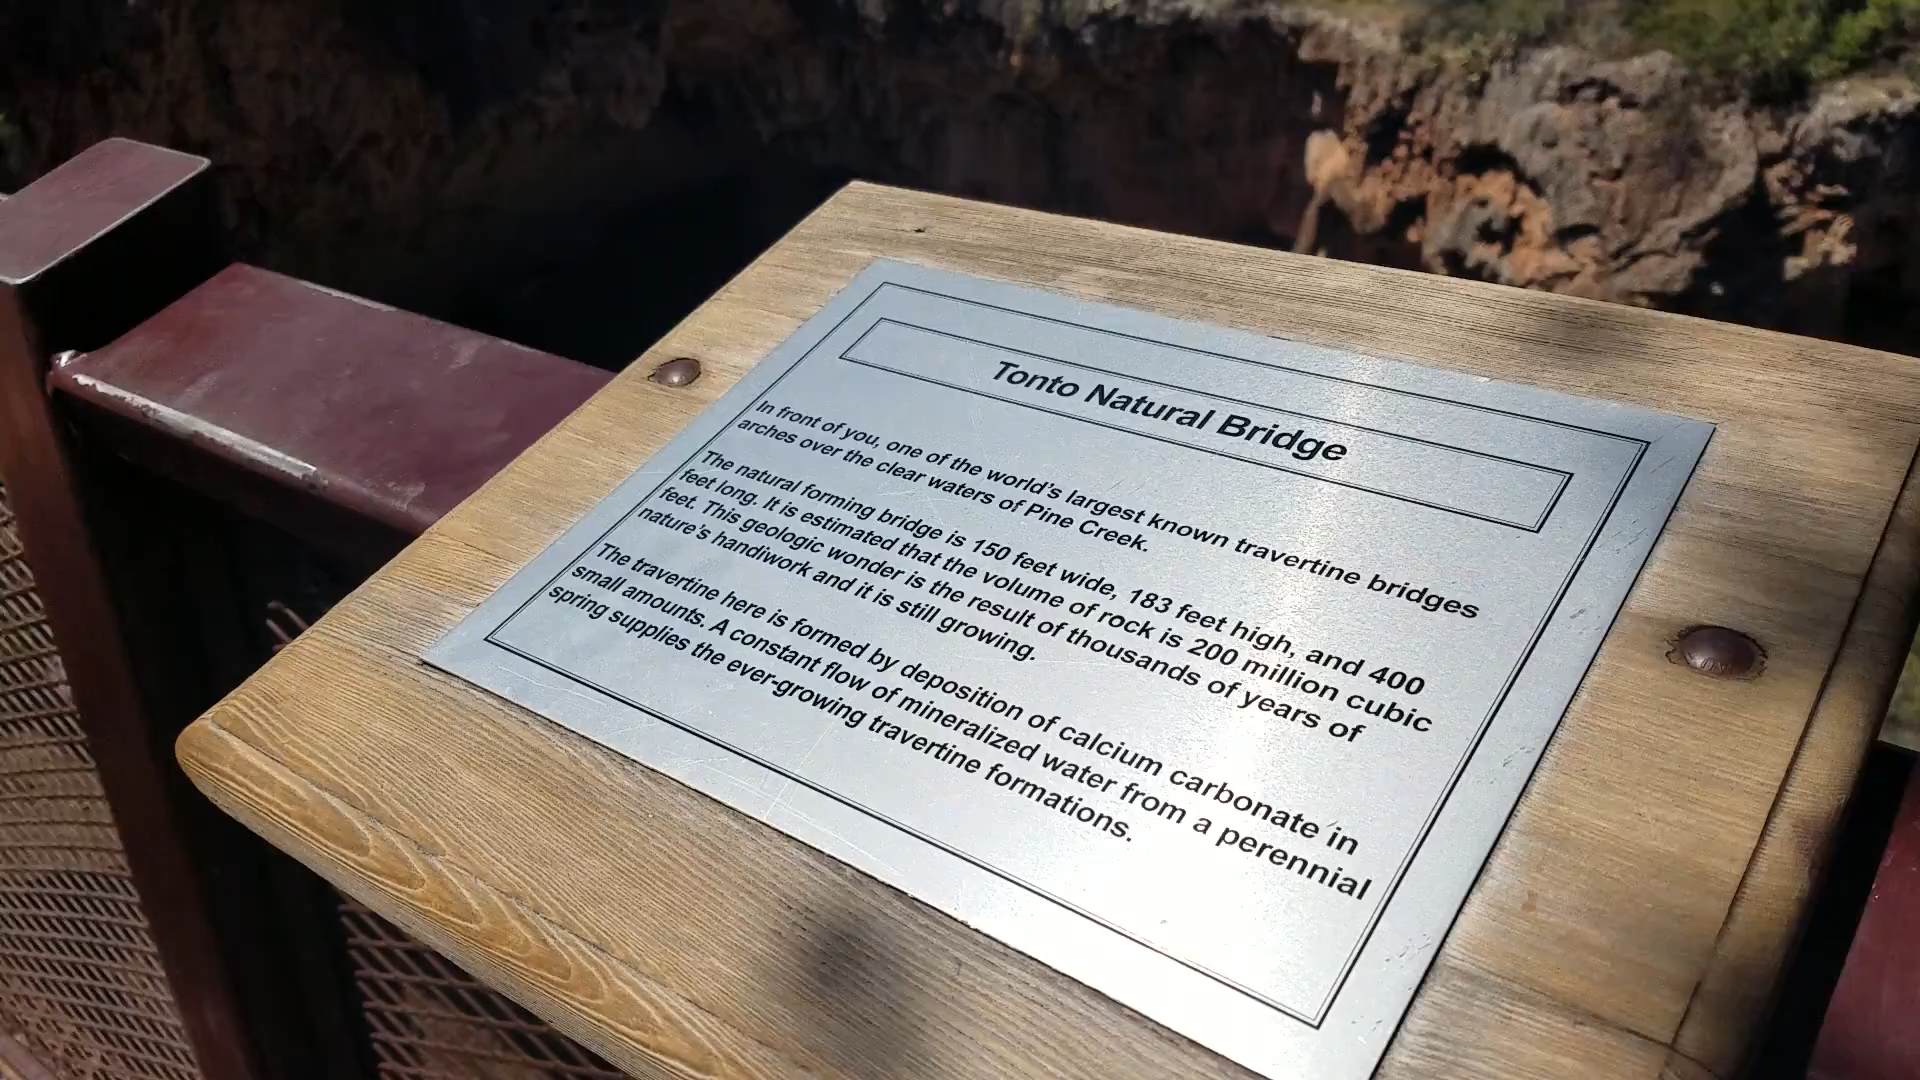 Tonto Natural Bridge
In front of you, one of the world's largest known travertine bridges
arches over the clear waters of Pine Creek.
The natural forming bridge is 150 feet wide, 183 feet high, and 400
feet long. It is estimated that the volume of rock is 200 million cubic
feet. This geologic wonder is the result of thousands of years of
nature's handiwork and it is still growing.
The travertine here is formed by deposition of calcium carbonate in
small amounts. A constant flow of mineralized water from a perennial
spring supplies the ever-growing travertine formations.